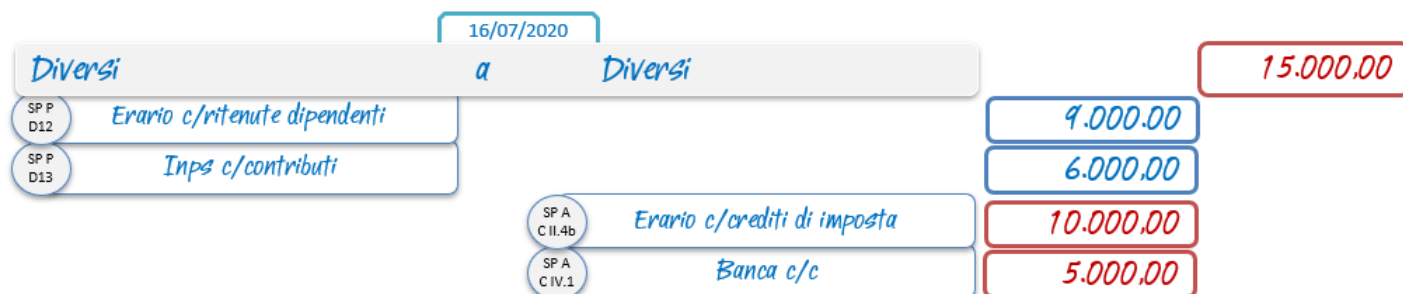 16/07/2020
Diversi a Diversi 15.000,00
SP P D12 Erario c/ritenute dipendenti 9.000.00
SP P D13 Inps c/contributi 6.000,00
SP A C II.4b Erario c/crediti di imposta 10.000,00
SP A C IV.1 Banca c/c 5.000,00